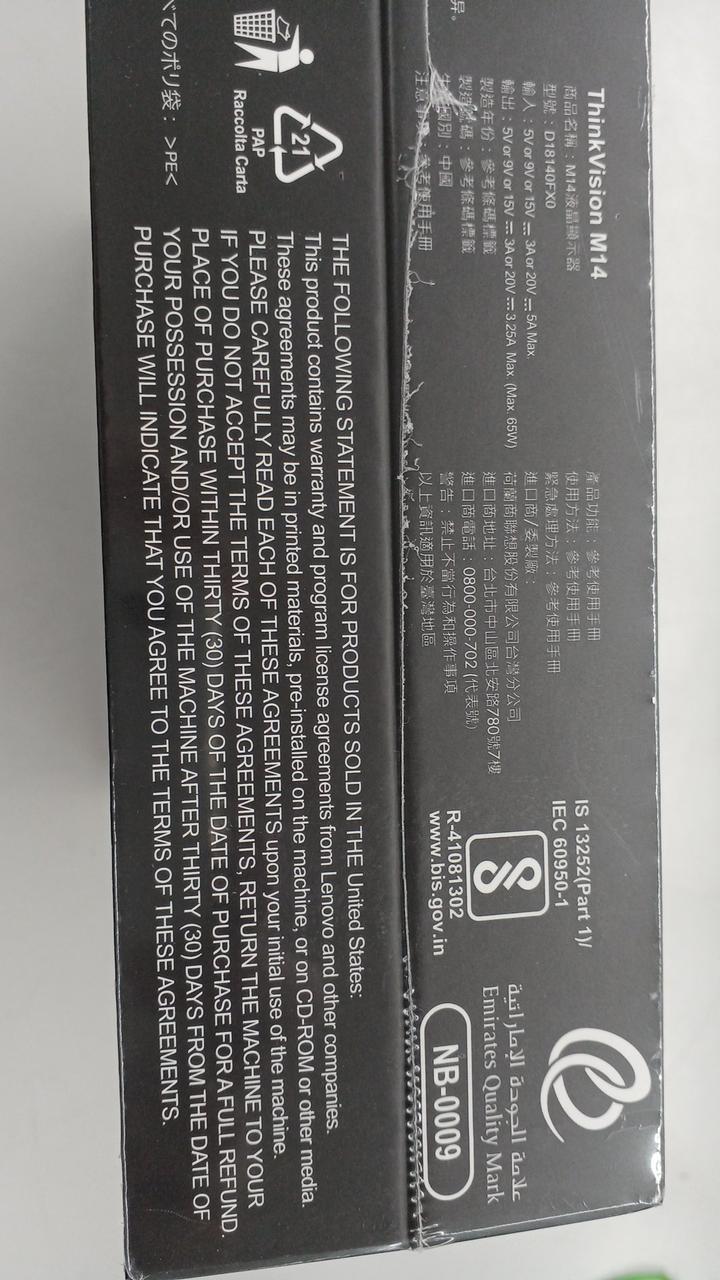 昇。
ThinkVision M14
商品名稱：M14液晶顯示器
型號：D18140FX0
輸入：5V or 9V or 15V ⎓ 3A or 20V ⎓ 5A Max.
輸出：5V or 9V or 15V ⎓ 3A or 20V ⎓ 3.25A Max. (Max. 65W)
製造年份：參考條碼標籤
製造號碼：參考條碼標籤
國別：中國
注意 參考使用手冊
產品功能：參考使用手冊
使用方法：參考使用手冊
緊急處理方法：參考使用手冊
進口商/委製廠：
荷蘭商聯想股份有限公司台灣分公司
進口商地址：台北市中山區北安路780號7樓
進口商電話：0800-000-702 (代表號)
警告：禁止不當行為和操作事項
以上資訊適用於臺灣地區
IS 13252(Part 1)/
IEC 60950-1
R-41081302
www.bis.gov.in
علامة الجودة الإماراتية
Emirates Quality Mark
NB-0009
21
PAP
Raccolta Carta
べてのポリ袋： >PE<
THE FOLLOWING STATEMENT IS FOR PRODUCTS SOLD IN THE United States:
This product contains warranty and program license agreements from Lenovo and other companies.
These agreements may be in printed materials, pre-installed on the machine, or on CD-ROM or other media.
PLEASE CAREFULLY READ EACH OF THESE AGREEMENTS upon your initial use of the machine.
IF YOU DO NOT ACCEPT THE TERMS OF THESE AGREEMENTS, RETURN THE MACHINE TO YOUR
PLACE OF PURCHASE WITHIN THIRTY (30) DAYS OF THE DATE OF PURCHASE FOR A FULL REFUND.
YOUR POSSESSION AND/OR USE OF THE MACHINE AFTER THIRTY (30) DAYS FROM THE DATE OF
PURCHASE WILL INDICATE THAT YOU AGREE TO THE TERMS OF THESE AGREEMENTS.